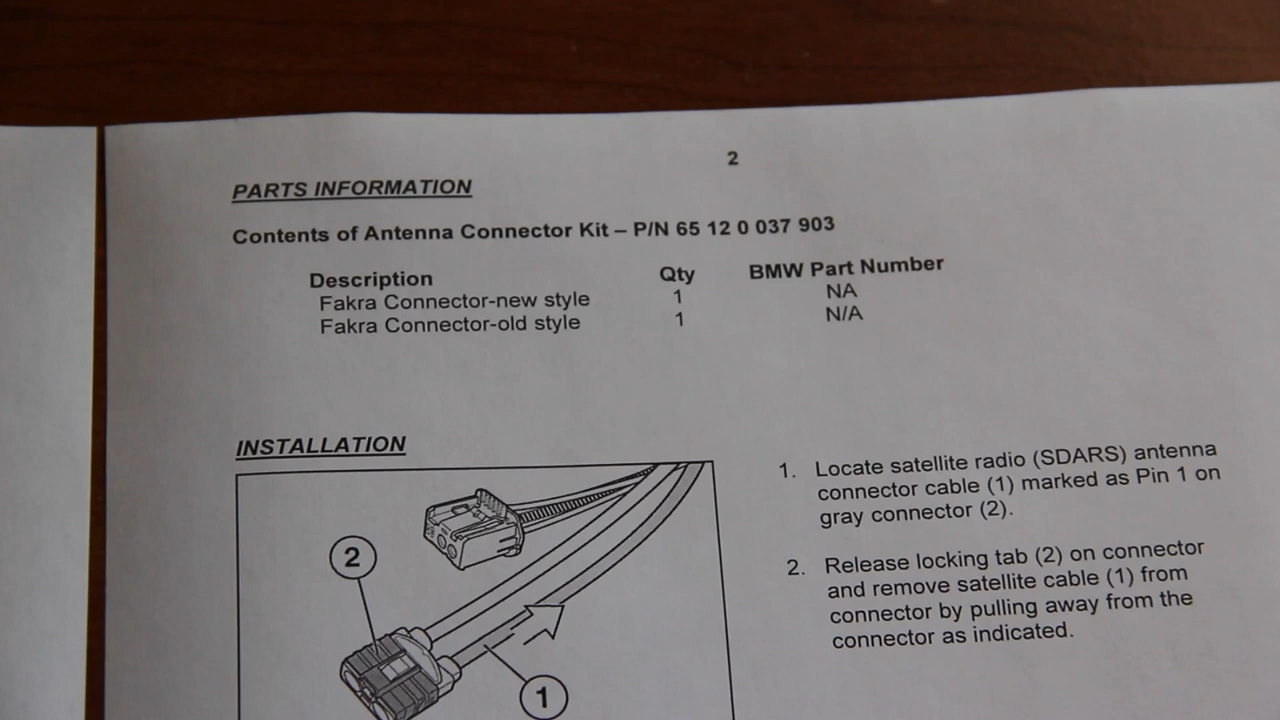 2
PARTS INFORMATION
Contents of Antenna Connector Kit – P/N 65 12 0 037 903
Description Qty BMW Part Number
Fakra Connector-new style 1 NA
Fakra Connector-old style 1 N/A
INSTALLATION
2
1
1. Locate satellite radio (SDARS) antenna
connector cable (1) marked as Pin 1 on
gray connector (2).
2. Release locking tab (2) on connector
and remove satellite cable (1) from
connector by pulling away from the
connector as indicated.